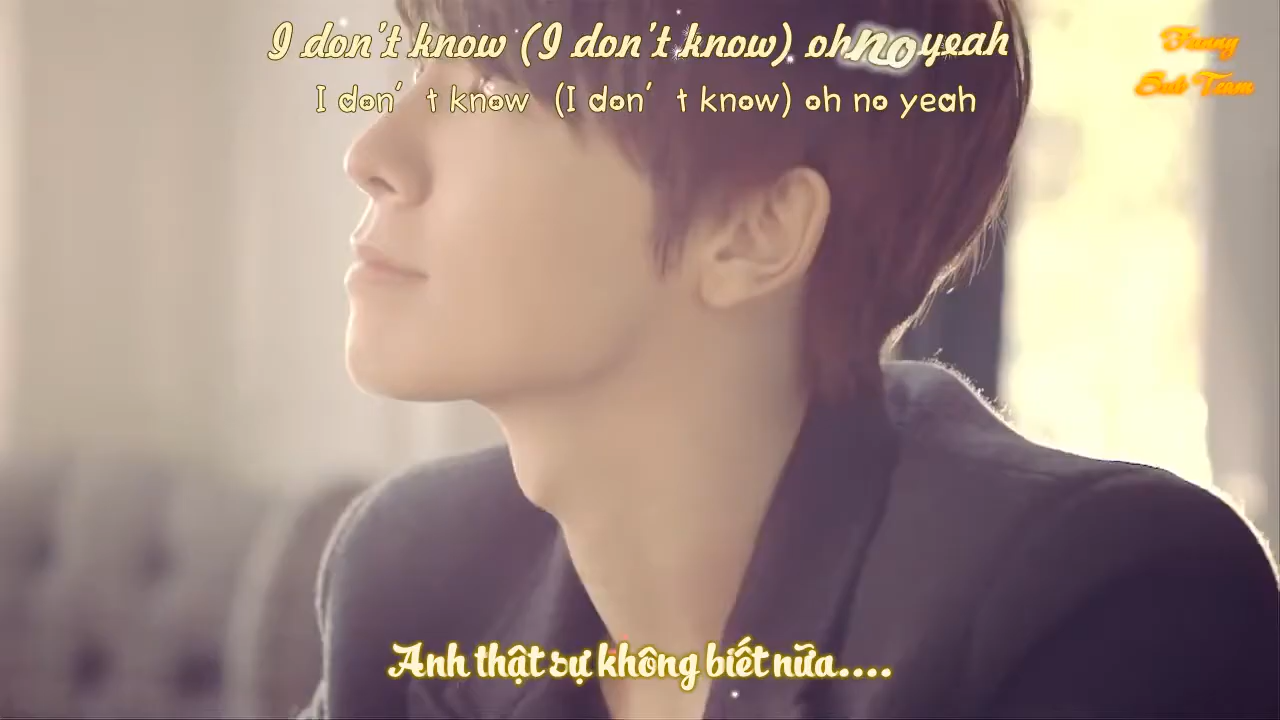 I don't know (I don't know) oh no yeah
I don't know (I don't know) oh no yeah
Funny
Sub Team
Anh thật sự không biết nữa....